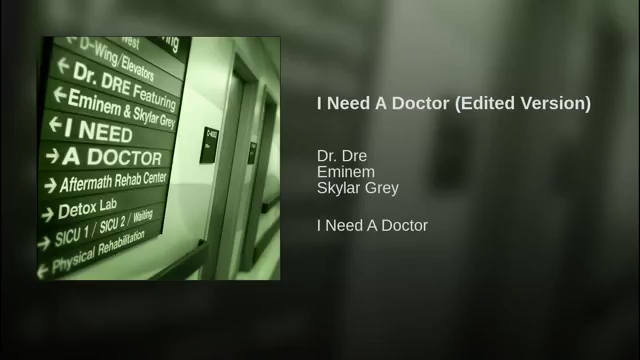 West
ing
← D-Wing/Elevators
← Dr. DRE Featuring
← Eminem & Skylar Grey
← I NEED
→ A DOCTOR
→ Aftermath Rehab Center
→ Detox Lab
→ SICU 1 / SICU 2 / Waiting
← Physical Rehabilitation
I Need A Doctor (Edited Version)
Dr. Dre
Eminem
Skylar Grey
I Need A Doctor